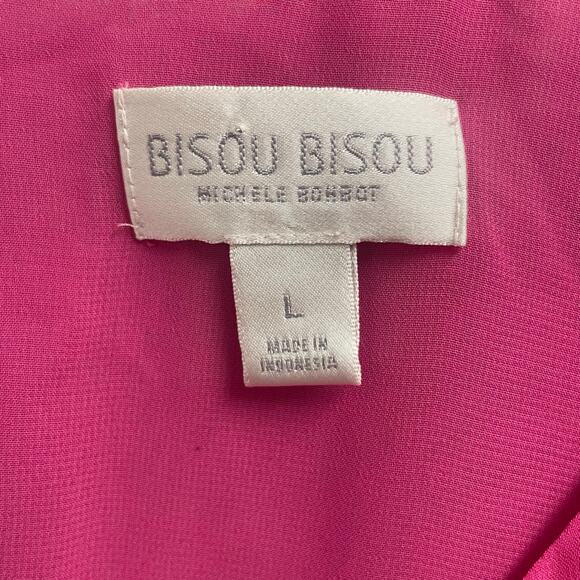 BISOU BISOU
MICHELE BOHBOT
L
MADE IN
INDONESIA